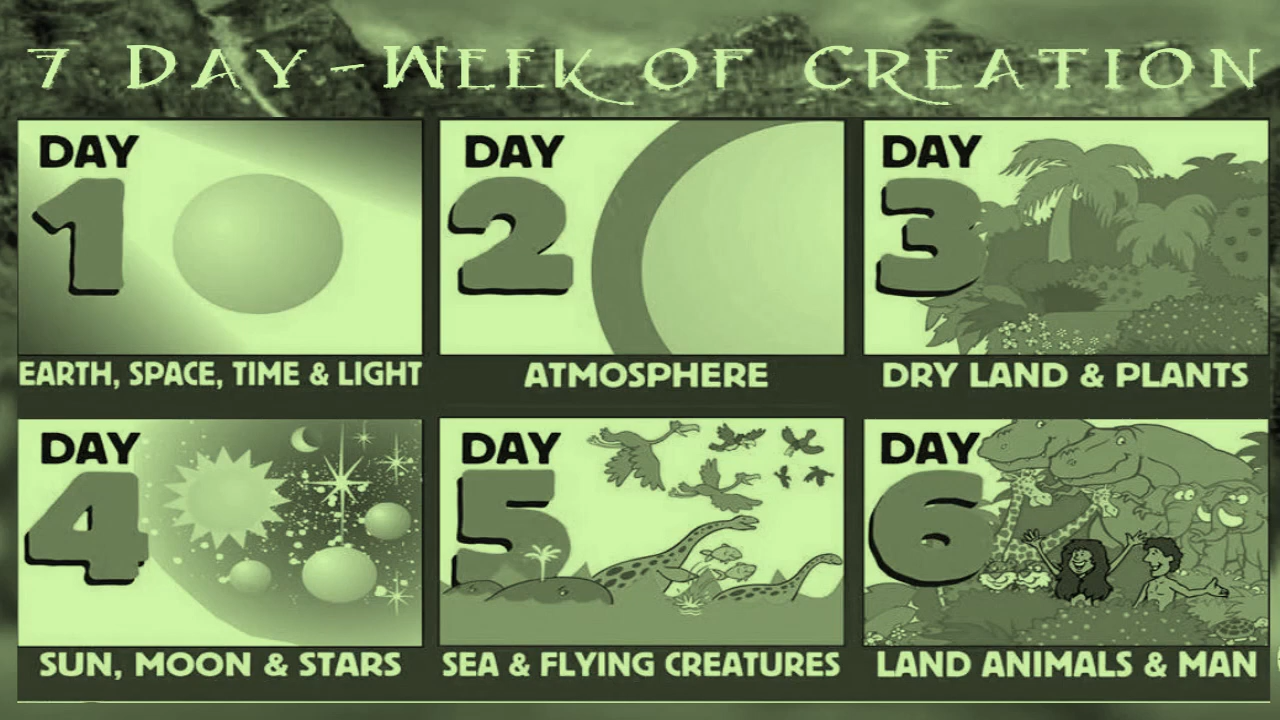 7 DAY-WEEK OF CREATION
DAY
1
EARTH, SPACE, TIME & LIGHT
DAY
2
ATMOSPHERE
DAY
3
DRY LAND & PLANTS
DAY
4
SUN, MOON & STARS
DAY
5
SEA & FLYING CREATURES
DAY
6
LAND ANIMALS & MAN